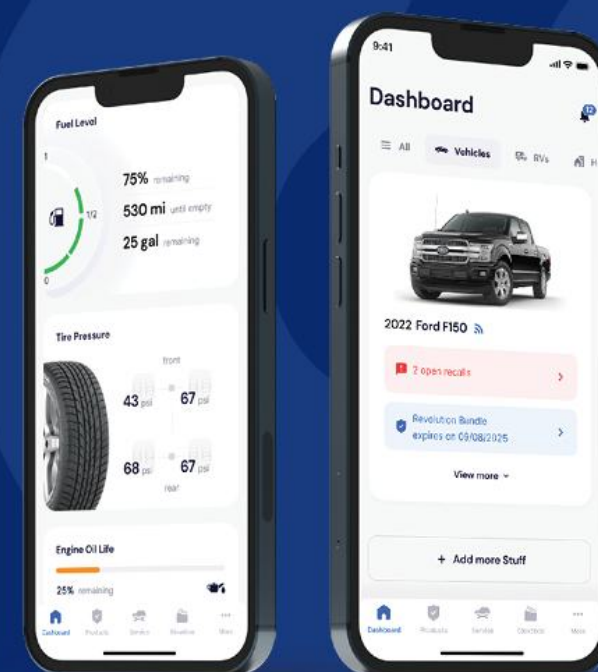 Fuel Level
1
1/2
0
75% remaining
530 mi until empty
25 gal remaining
Tire Pressure
front
43 psi
67 psi
68 psi
67 psi
rear
Engine Oil Life
25% remaining
Dashboard
Products
Service
More
9:41
Dashboard
12
All
Vehicles
RVs
H
2022 Ford F150
2 open recalls
Revolution Bundle
expires on 09/08/2025
View more
+ Add more Stuff
Dashboard
Products
Service
More